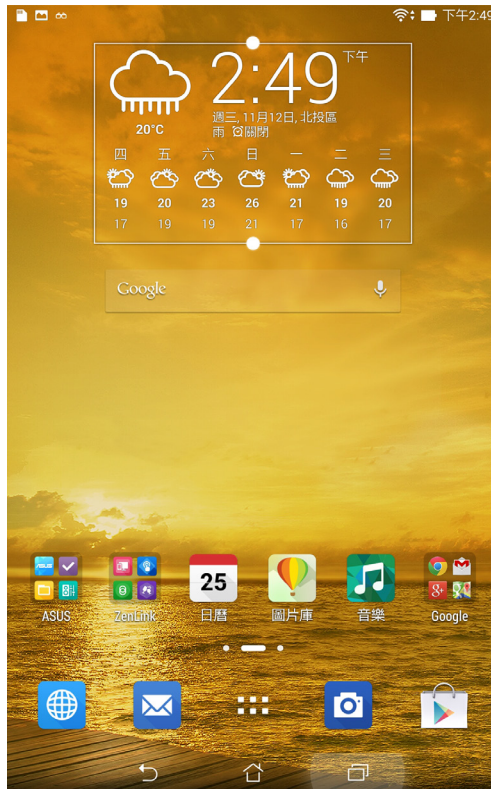 下午2:49
2:49 下午
週三, 11月12日, 北投區
20°C 雨 關閉
四 五 六 日 一 二 三
19 20 23 26 21 19 20
17 19 19 21 17 16 17
Google
ASUS
25
8+
ASUS ZenLink 日曆 圖片庫 音樂 Google